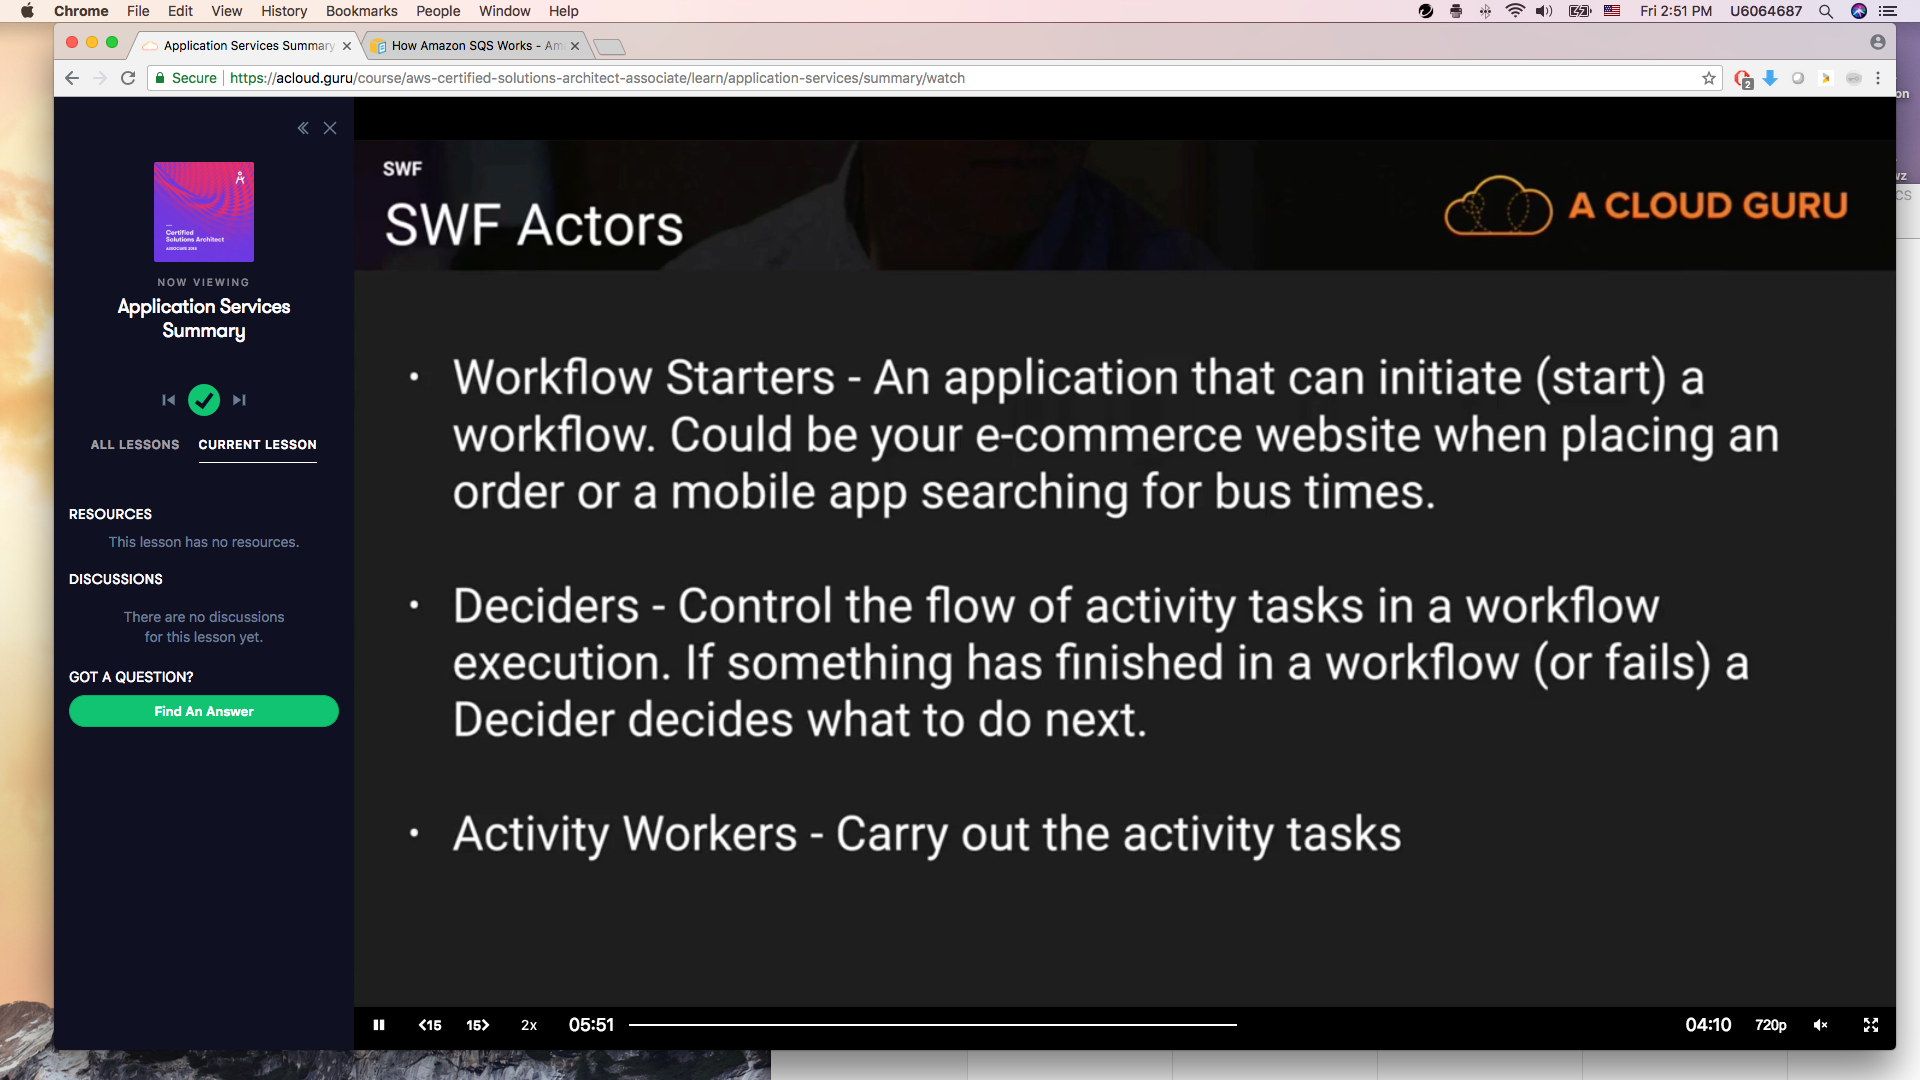 Chrome File Edit View History Bookmarks People Window Help Fri 2:51 PM U6064687
Application Services Summary How Amazon SQS Works - Am
Secure https://acloud.guru/course/aws-certified-solutions-architect-associate/learn/application-services/summary/watch
2
on
wz
CS
Certified
Solutions Architect
ASSOCIATE 2018
NOW VIEWING
Application Services
Summary
ALL LESSONS CURRENT LESSON
RESOURCES
This lesson has no resources.
DISCUSSIONS
There are no discussions
for this lesson yet.
GOT A QUESTION?
Find An Answer
SWF
SWF Actors
A CLOUD GURU
• Workflow Starters - An application that can initiate (start) a
workflow. Could be your e-commerce website when placing an
order or a mobile app searching for bus times.
• Deciders - Control the flow of activity tasks in a workflow
execution. If something has finished in a workflow (or fails) a
Decider decides what to do next.
• Activity Workers - Carry out the activity tasks
<15 15> 2x 05:51 04:10 720p